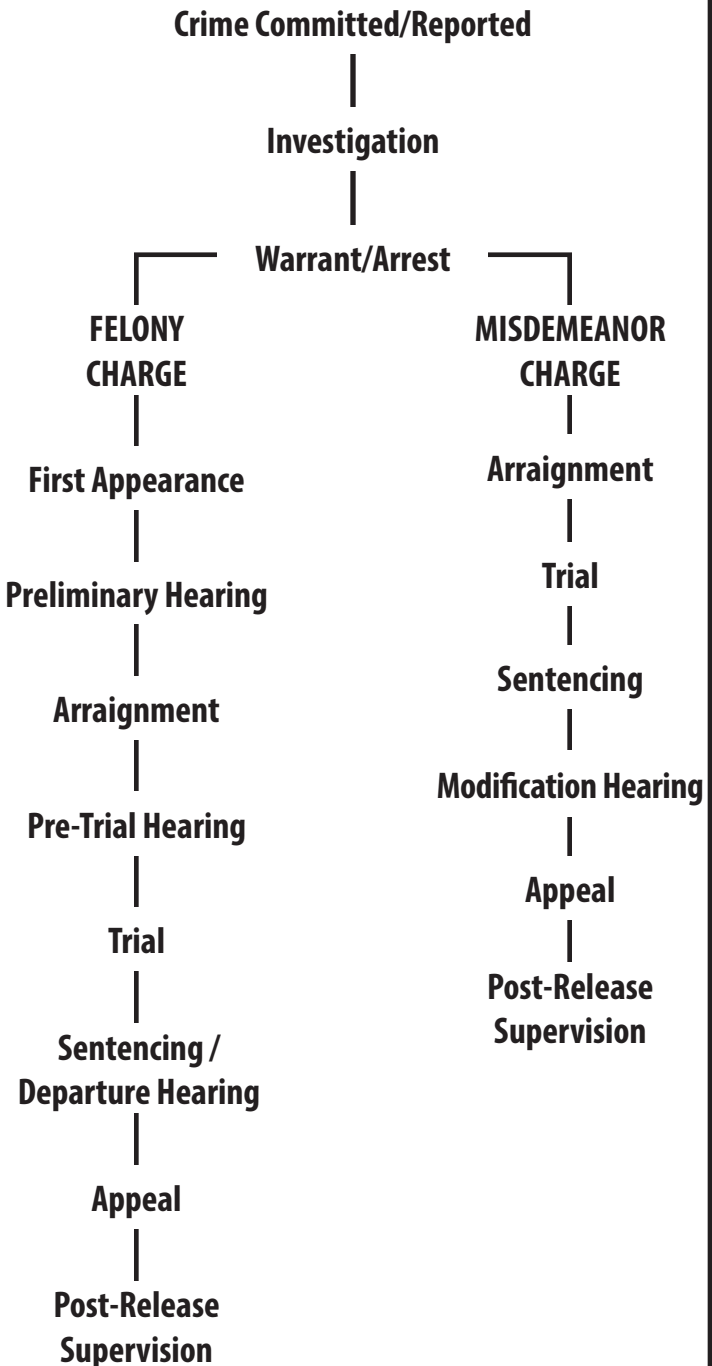 Crime Committed/Reported
Investigation
Warrant/Arrest
FELONY
CHARGE
First Appearance
Preliminary Hearing
Arraignment
Pre-Trial Hearing
Trial
Sentencing /
Departure Hearing
Appeal
Post-Release
Supervision
MISDEMEANOR
CHARGE
Arraignment
Trial
Sentencing
Modification Hearing
Appeal
Post-Release
Supervision